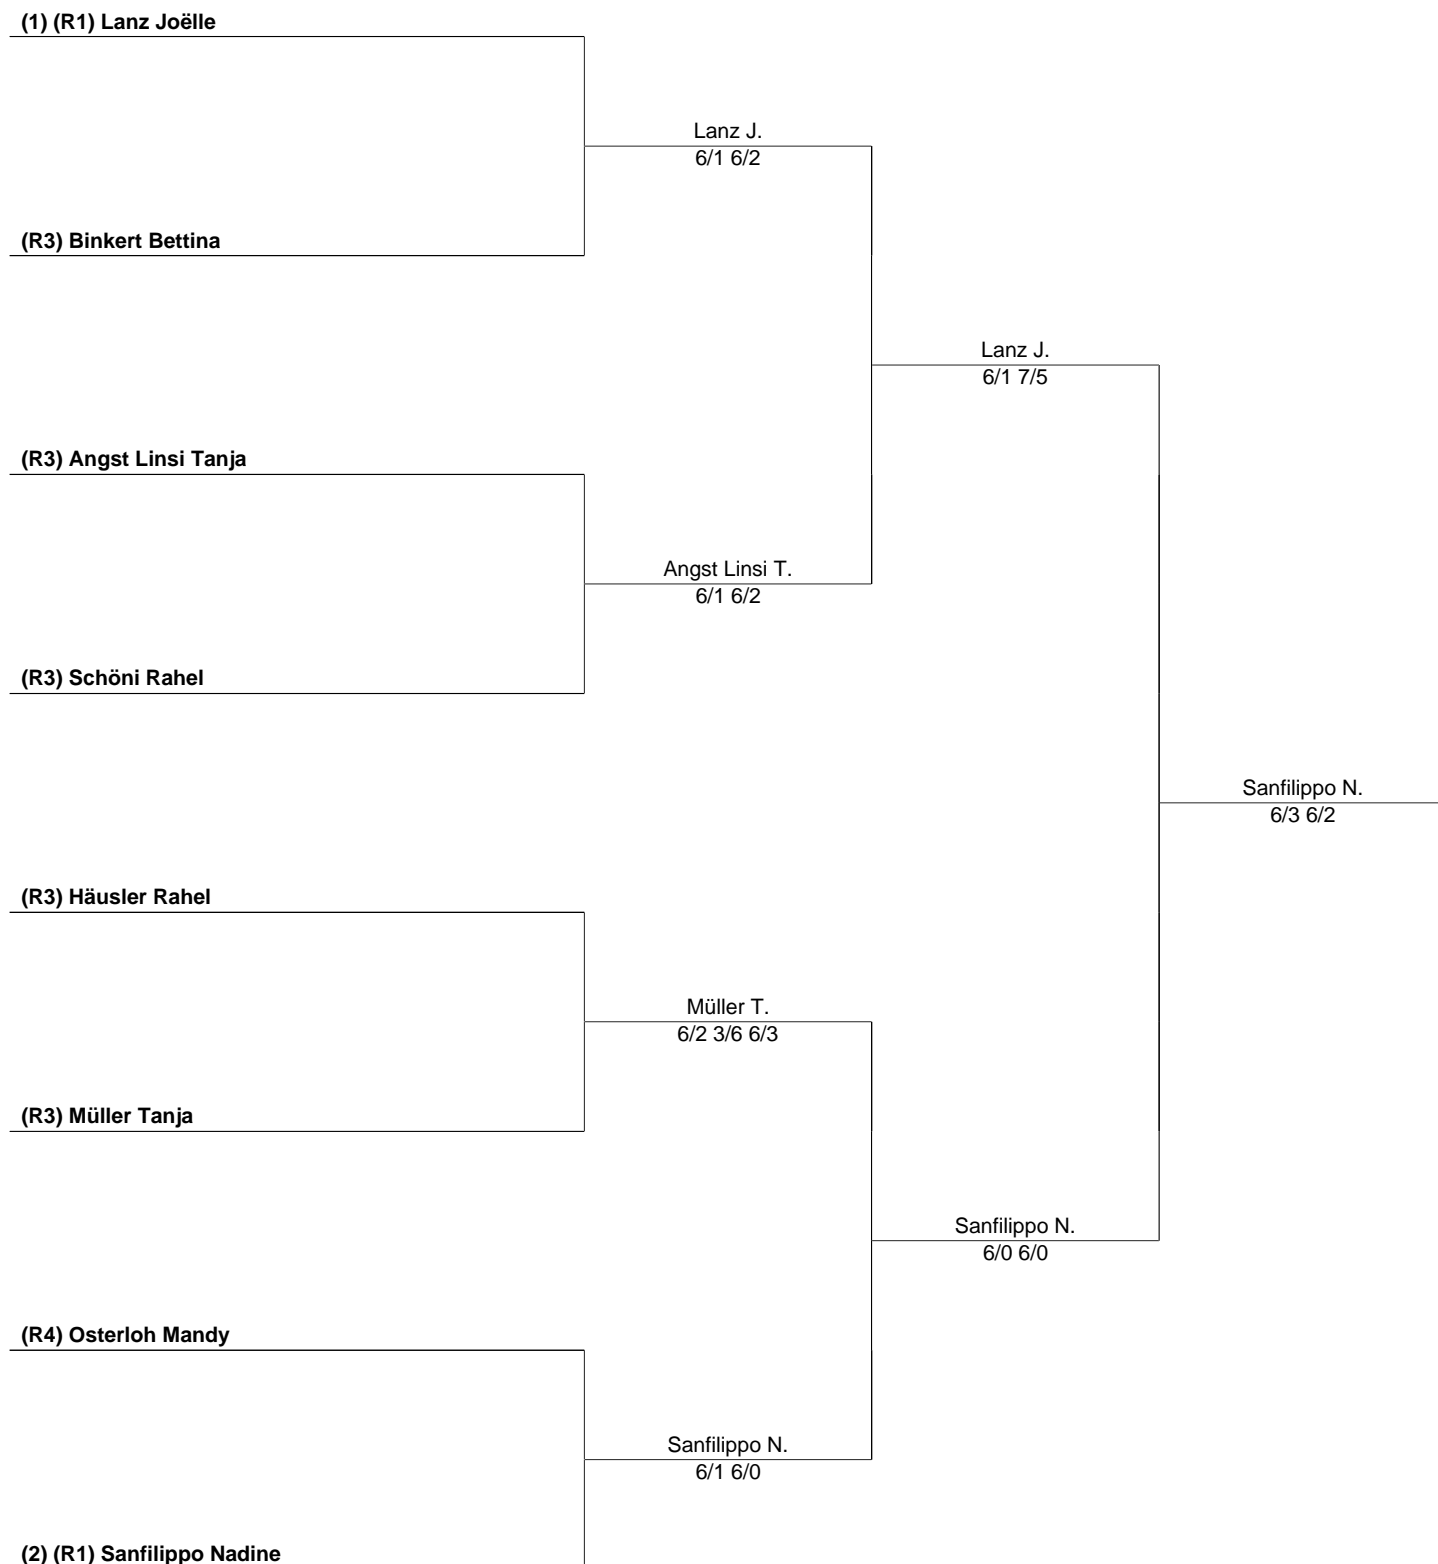 (1) (R1) Lanz Joëlle
Lanz J.
6/1 6/2
(R3) Binkert Bettina
Lanz J.
6/1 7/5
(R3) Angst Linsi Tanja
Angst Linsi T.
6/1 6/2
(R3) Schöni Rahel
Sanfilippo N.
6/3 6/2
(R3) Häusler Rahel
Müller T.
6/2 3/6 6/3
(R3) Müller Tanja
Sanfilippo N.
6/0 6/0
(R4) Osterloh Mandy
Sanfilippo N.
6/1 6/0
(2) (R1) Sanfilippo Nadine